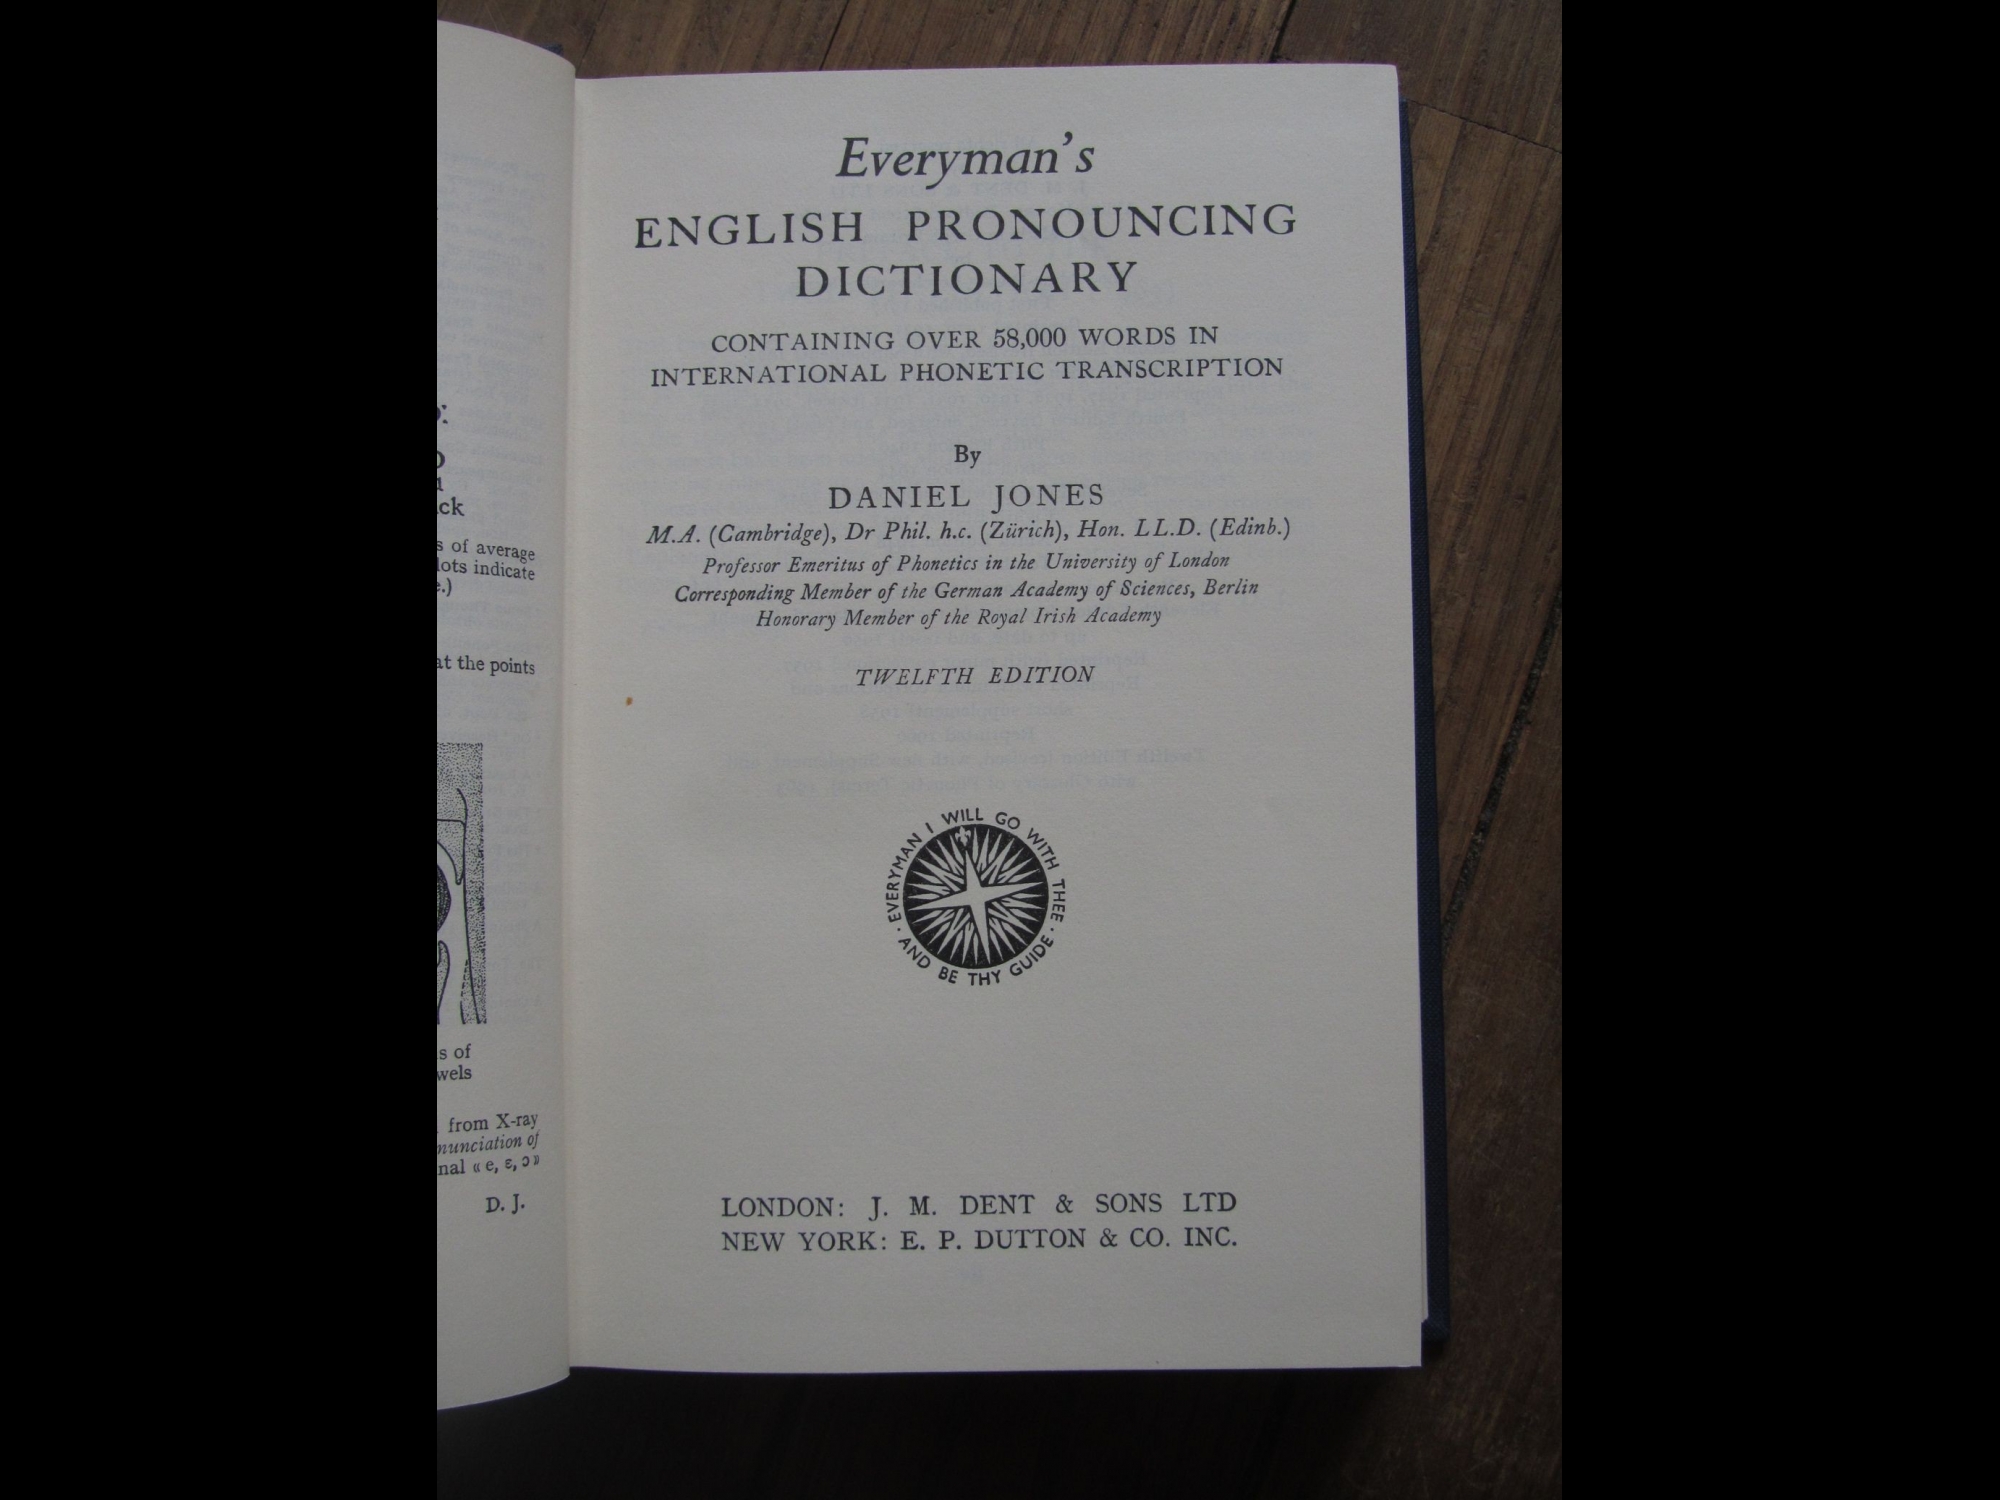 ck
s of average
lots indicate
e.)
at the points
s of
wels
from X-ray
nunciation of
nal « e, ɛ, ɔ »
D. J.
Everyman's
ENGLISH PRONOUNCING
DICTIONARY
CONTAINING OVER 58,000 WORDS IN
INTERNATIONAL PHONETIC TRANSCRIPTION
By
DANIEL JONES
M.A. (Cambridge), Dr Phil. h.c. (Zürich), Hon. LL.D. (Edinb.)
Professor Emeritus of Phonetics in the University of London
Corresponding Member of the German Academy of Sciences, Berlin
Honorary Member of the Royal Irish Academy
TWELFTH EDITION
EVERYMAN I WILL GO WITH THEE
· AND BE THY GUIDE ·
LONDON: J. M. DENT & SONS LTD
NEW YORK: E. P. DUTTON & CO. INC.